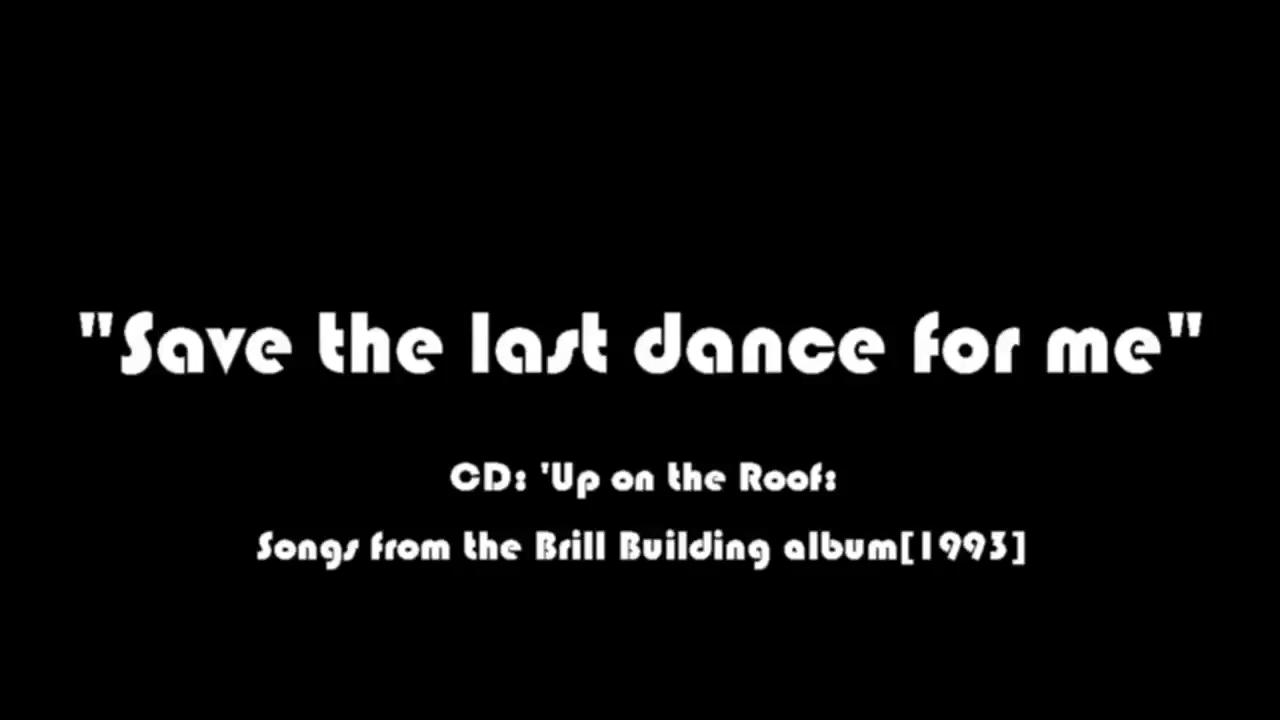 "Save the last dance for me"
CD: 'Up on the Roof:
Songs from the Brill Building album[1993]